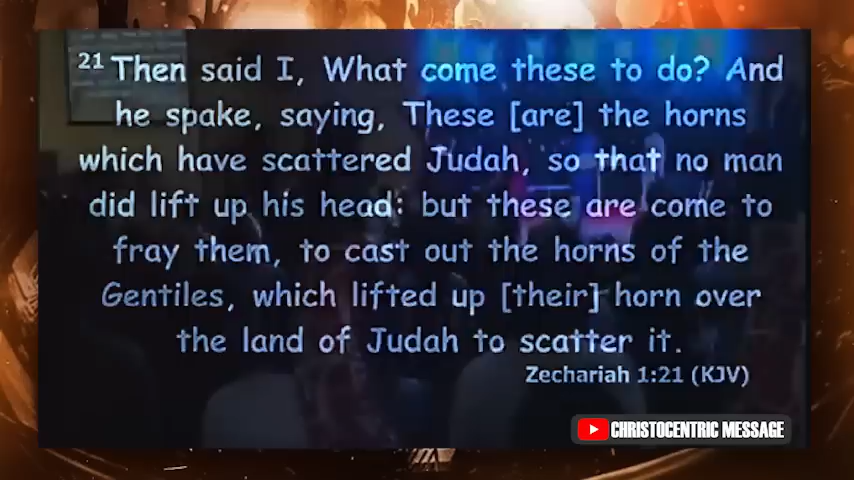 21 Then said I, What come these to do? And
he spake, saying, These [are] the horns
which have scattered Judah, so that no man
did lift up his head: but these are come to
fray them, to cast out the horns of the
Gentiles, which lifted up [their] horn over
the land of Judah to scatter it.
Zechariah 1:21 (KJV)
CHRISTOCENTRIC MESSAGE